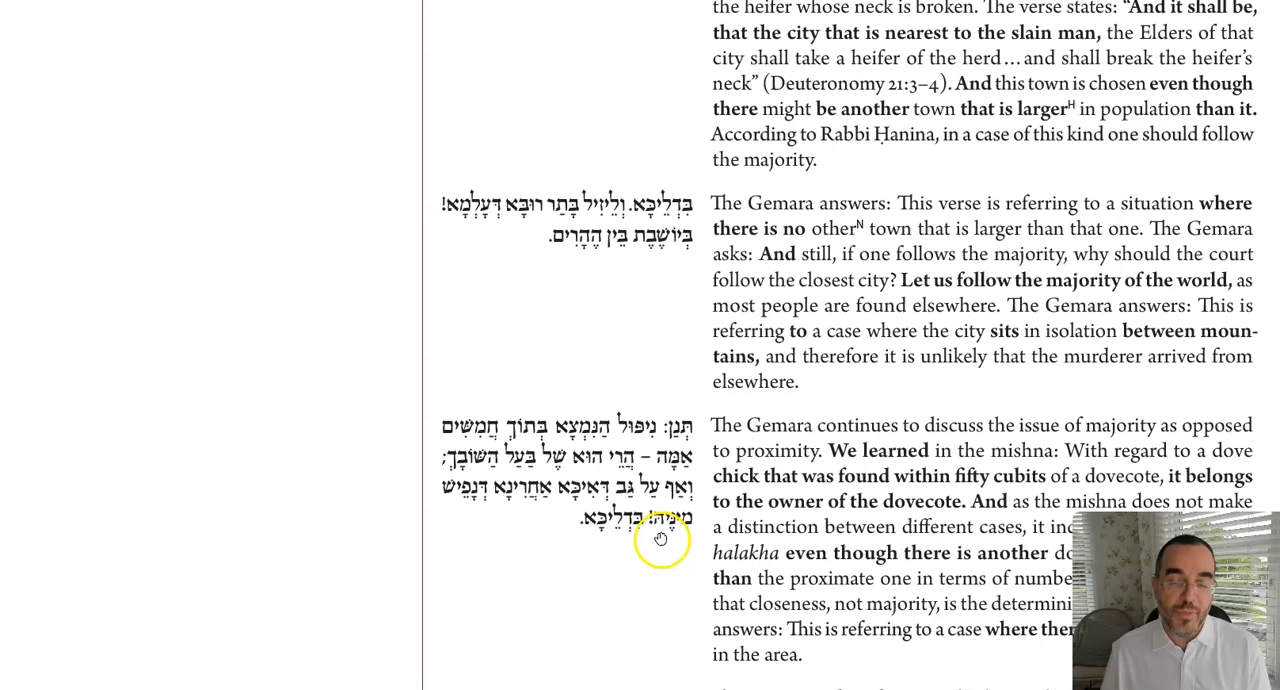 the heifer whose neck is broken. The verse states: “And it shall be,
that the city that is nearest to the slain man, the Elders of that
city shall take a heifer of the herd…and shall break the heifer’s
neck” (Deuteronomy 21:3–4). And this town is chosen even though
there might be another town that is largerᴴ in population than it.
According to Rabbi Ḥanina, in a case of this kind one should follow
the majority.
בִּדְלֵיכָּא. וְלֵיזִיל בָּתַר רוּבָּא דְּעָלְמָא!
בְּיוֹשֶׁבֶת בֵּין הֶהָרִים.
The Gemara answers: This verse is referring to a situation where
there is no otherᴺ town that is larger than that one. The Gemara
asks: And still, if one follows the majority, why should the court
follow the closest city? Let us follow the majority of the world, as
most people are found elsewhere. The Gemara answers: This is
referring to a case where the city sits in isolation between moun-
tains, and therefore it is unlikely that the murderer arrived from
elsewhere.
תְּנַן: נִיפּוּל הַנִּמְצָא בְּתוֹךְ חֲמִשִּׁים
אַמָּה – הֲרֵי הוּא שֶׁל בַּעַל הַשּׁוֹבָךְ;
וְאַף עַל גַּב דְּאִיכָּא אַחֲרִינָא דְּנָפֵישׁ
מִינֵּיהּ! בִּדְלֵיכָּא.
The Gemara continues to discuss the issue of majority as opposed
to proximity. We learned in the mishna: With regard to a dove
chick that was found within fifty cubits of a dovecote, it belongs
to the owner of the dovecote. And as the mishna does not make
a distinction between different cases, it
halakha even though there is another
than the proximate one in terms of
that closeness, not majority, is the
answers: This is referring to a case where
in the area.